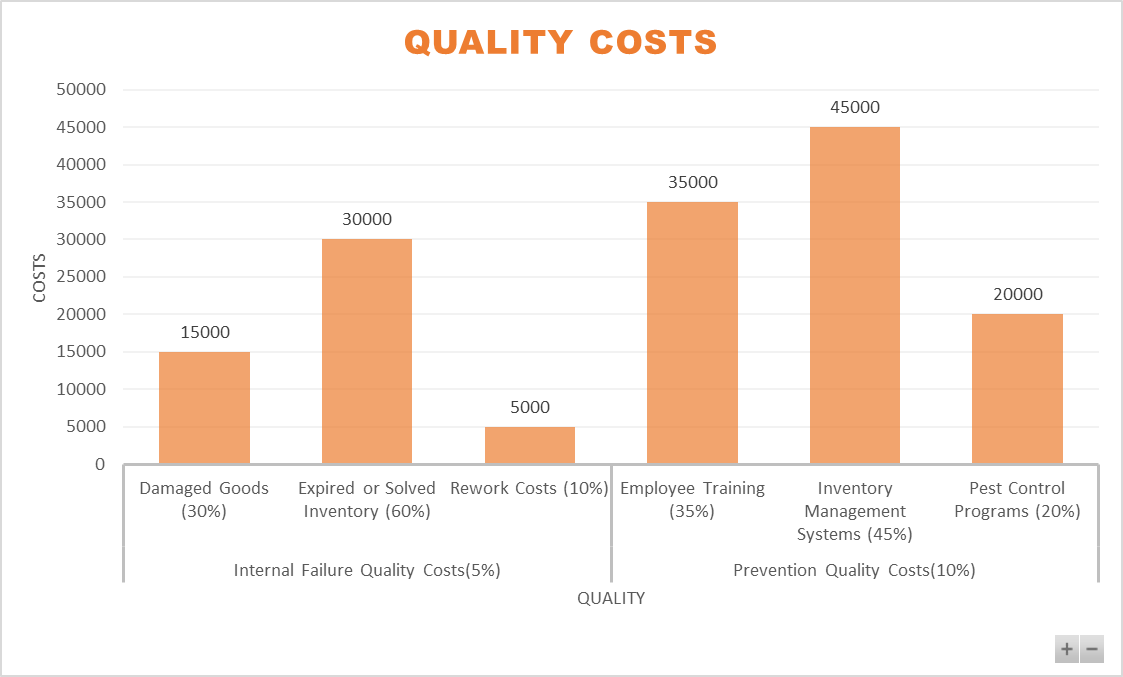 QUALITY COSTS
50000
45000
40000
35000
30000
25000
20000
15000
10000
5000
0
COSTS
15000
30000
5000
35000
45000
20000
Damaged Goods
(30%)
Expired or Solved
Inventory (60%)
Rework Costs (10%)
Employee Training
(35%)
Inventory
Management
Systems (45%)
Pest Control
Programs (20%)
Internal Failure Quality Costs(5%)
Prevention Quality Costs(10%)
QUALITY
+ −